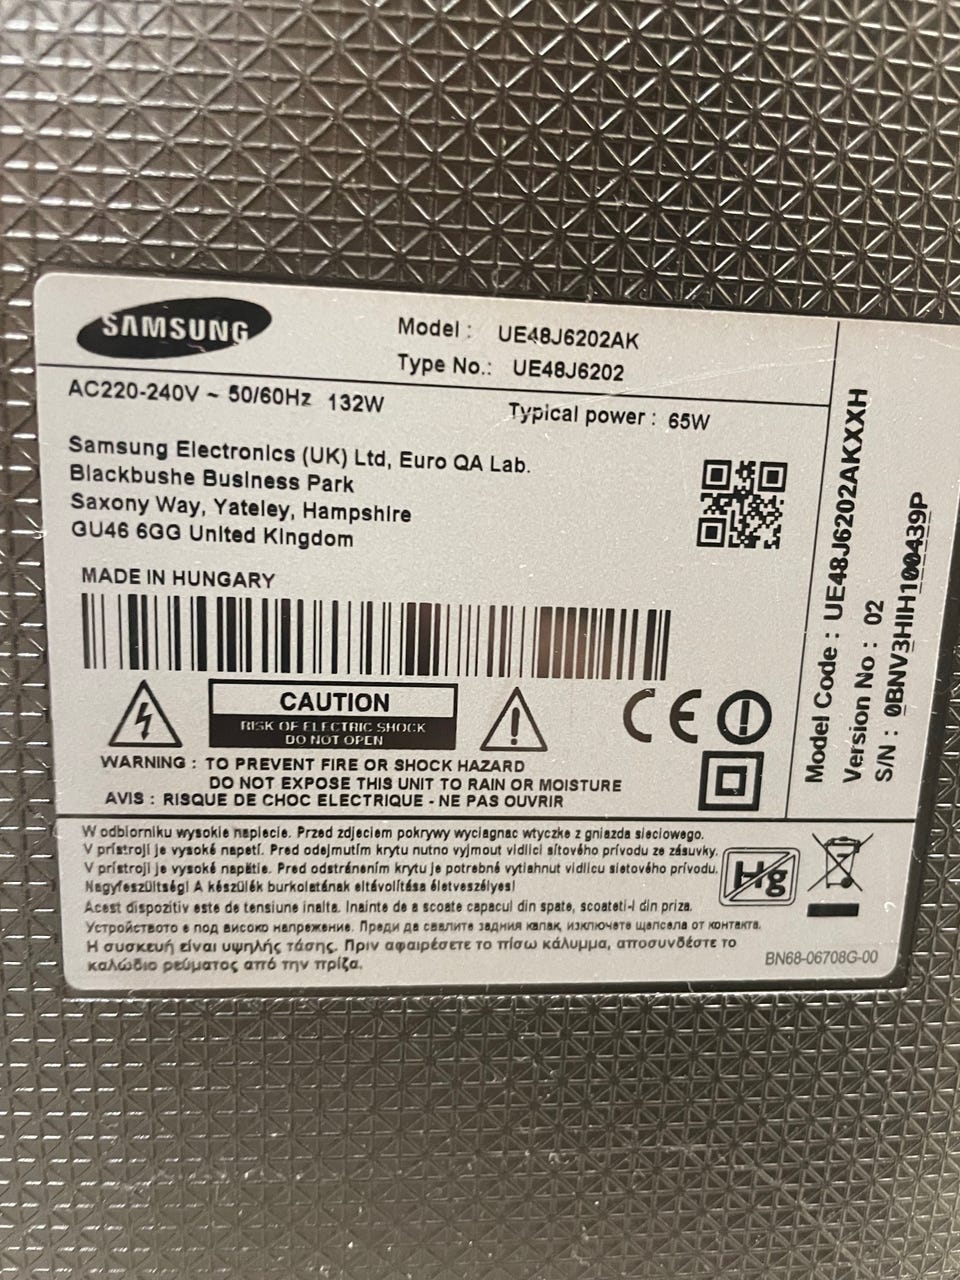 SAMSUNG
Model : UE48J6202AK
Type No.: UE48J6202
AC220-240V ~ 50/60Hz 132W
Typical power : 65W
Samsung Electronics (UK) Ltd, Euro QA Lab.
Blackbushe Business Park
Saxony Way, Yateley, Hampshire
GU46 6GG United Kingdom
MADE IN HUNGARY
CAUTION
RISK OF ELECTRIC SHOCK
DO NOT OPEN
CE
WARNING : TO PREVENT FIRE OR SHOCK HAZARD
DO NOT EXPOSE THIS UNIT TO RAIN OR MOISTURE
AVIS : RISQUE DE CHOC ELECTRIQUE - NE PAS OUVRIR
Model Code : UE48J6202AKXXXH
Version No : 02
S/N : 0BNV3HIH100439P
W odbiorniku wysokie napiecie. Przed zdjeciem pokrywy wyciagnac wtyczke z gniazda sieciowego.
V prístroji je vysoké napetí. Pred odejmutím krytu nutno vyjmout vidlici sítového prívodu ze zásuvky.
V prístroji je vysoké napätie. Pred odstránením krytu je potrebné vytiahnut vidlicu sietového prívodu.
Nagyfeszültség! A készülék burkolatának eltávolítása életveszélyes!
Acest dispozitiv este de tensiune inalta. Inainte de a scoate capacul din spate, scoateti-l din priza.
Устройството е под високо напрежение. Преди да свалите задния капак, изключете щепсела от контакта.
Η συσκευή είναι υψηλής τάσης. Πριν αφαιρέσετε το πίσω κάλυμμα, αποσυνδέστε το
καλώδιο ρεύματος από την πρίζα.
Hg
BN68-06708G-00